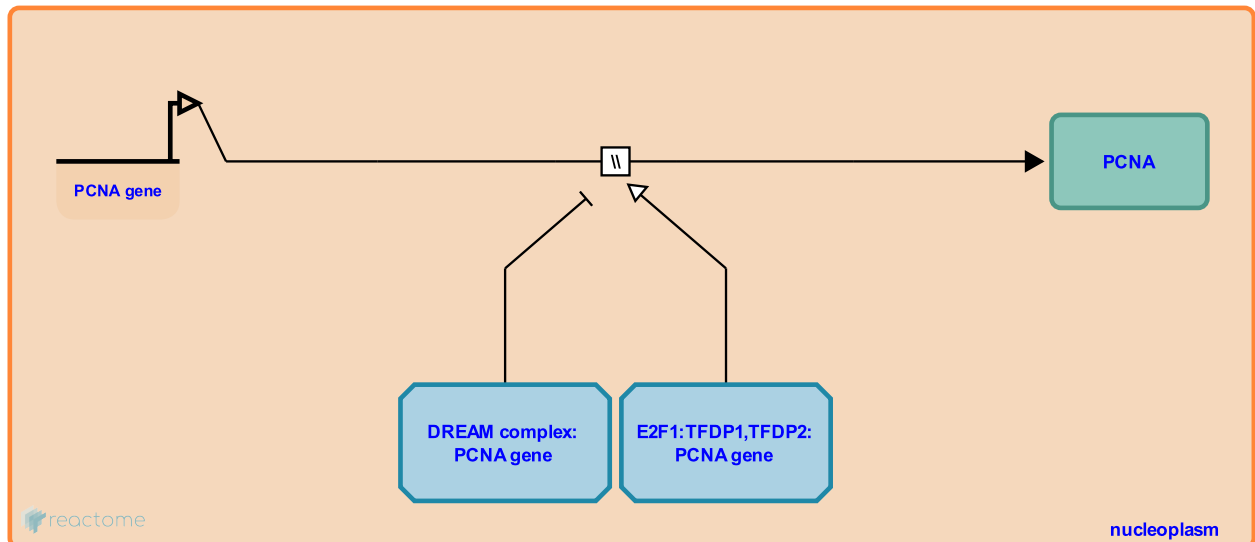 PCNA gene
\\
PCNA
DREAM complex:
PCNA gene
E2F1:TFDP1,TFDP2:
PCNA gene
reactome
nucleoplasm